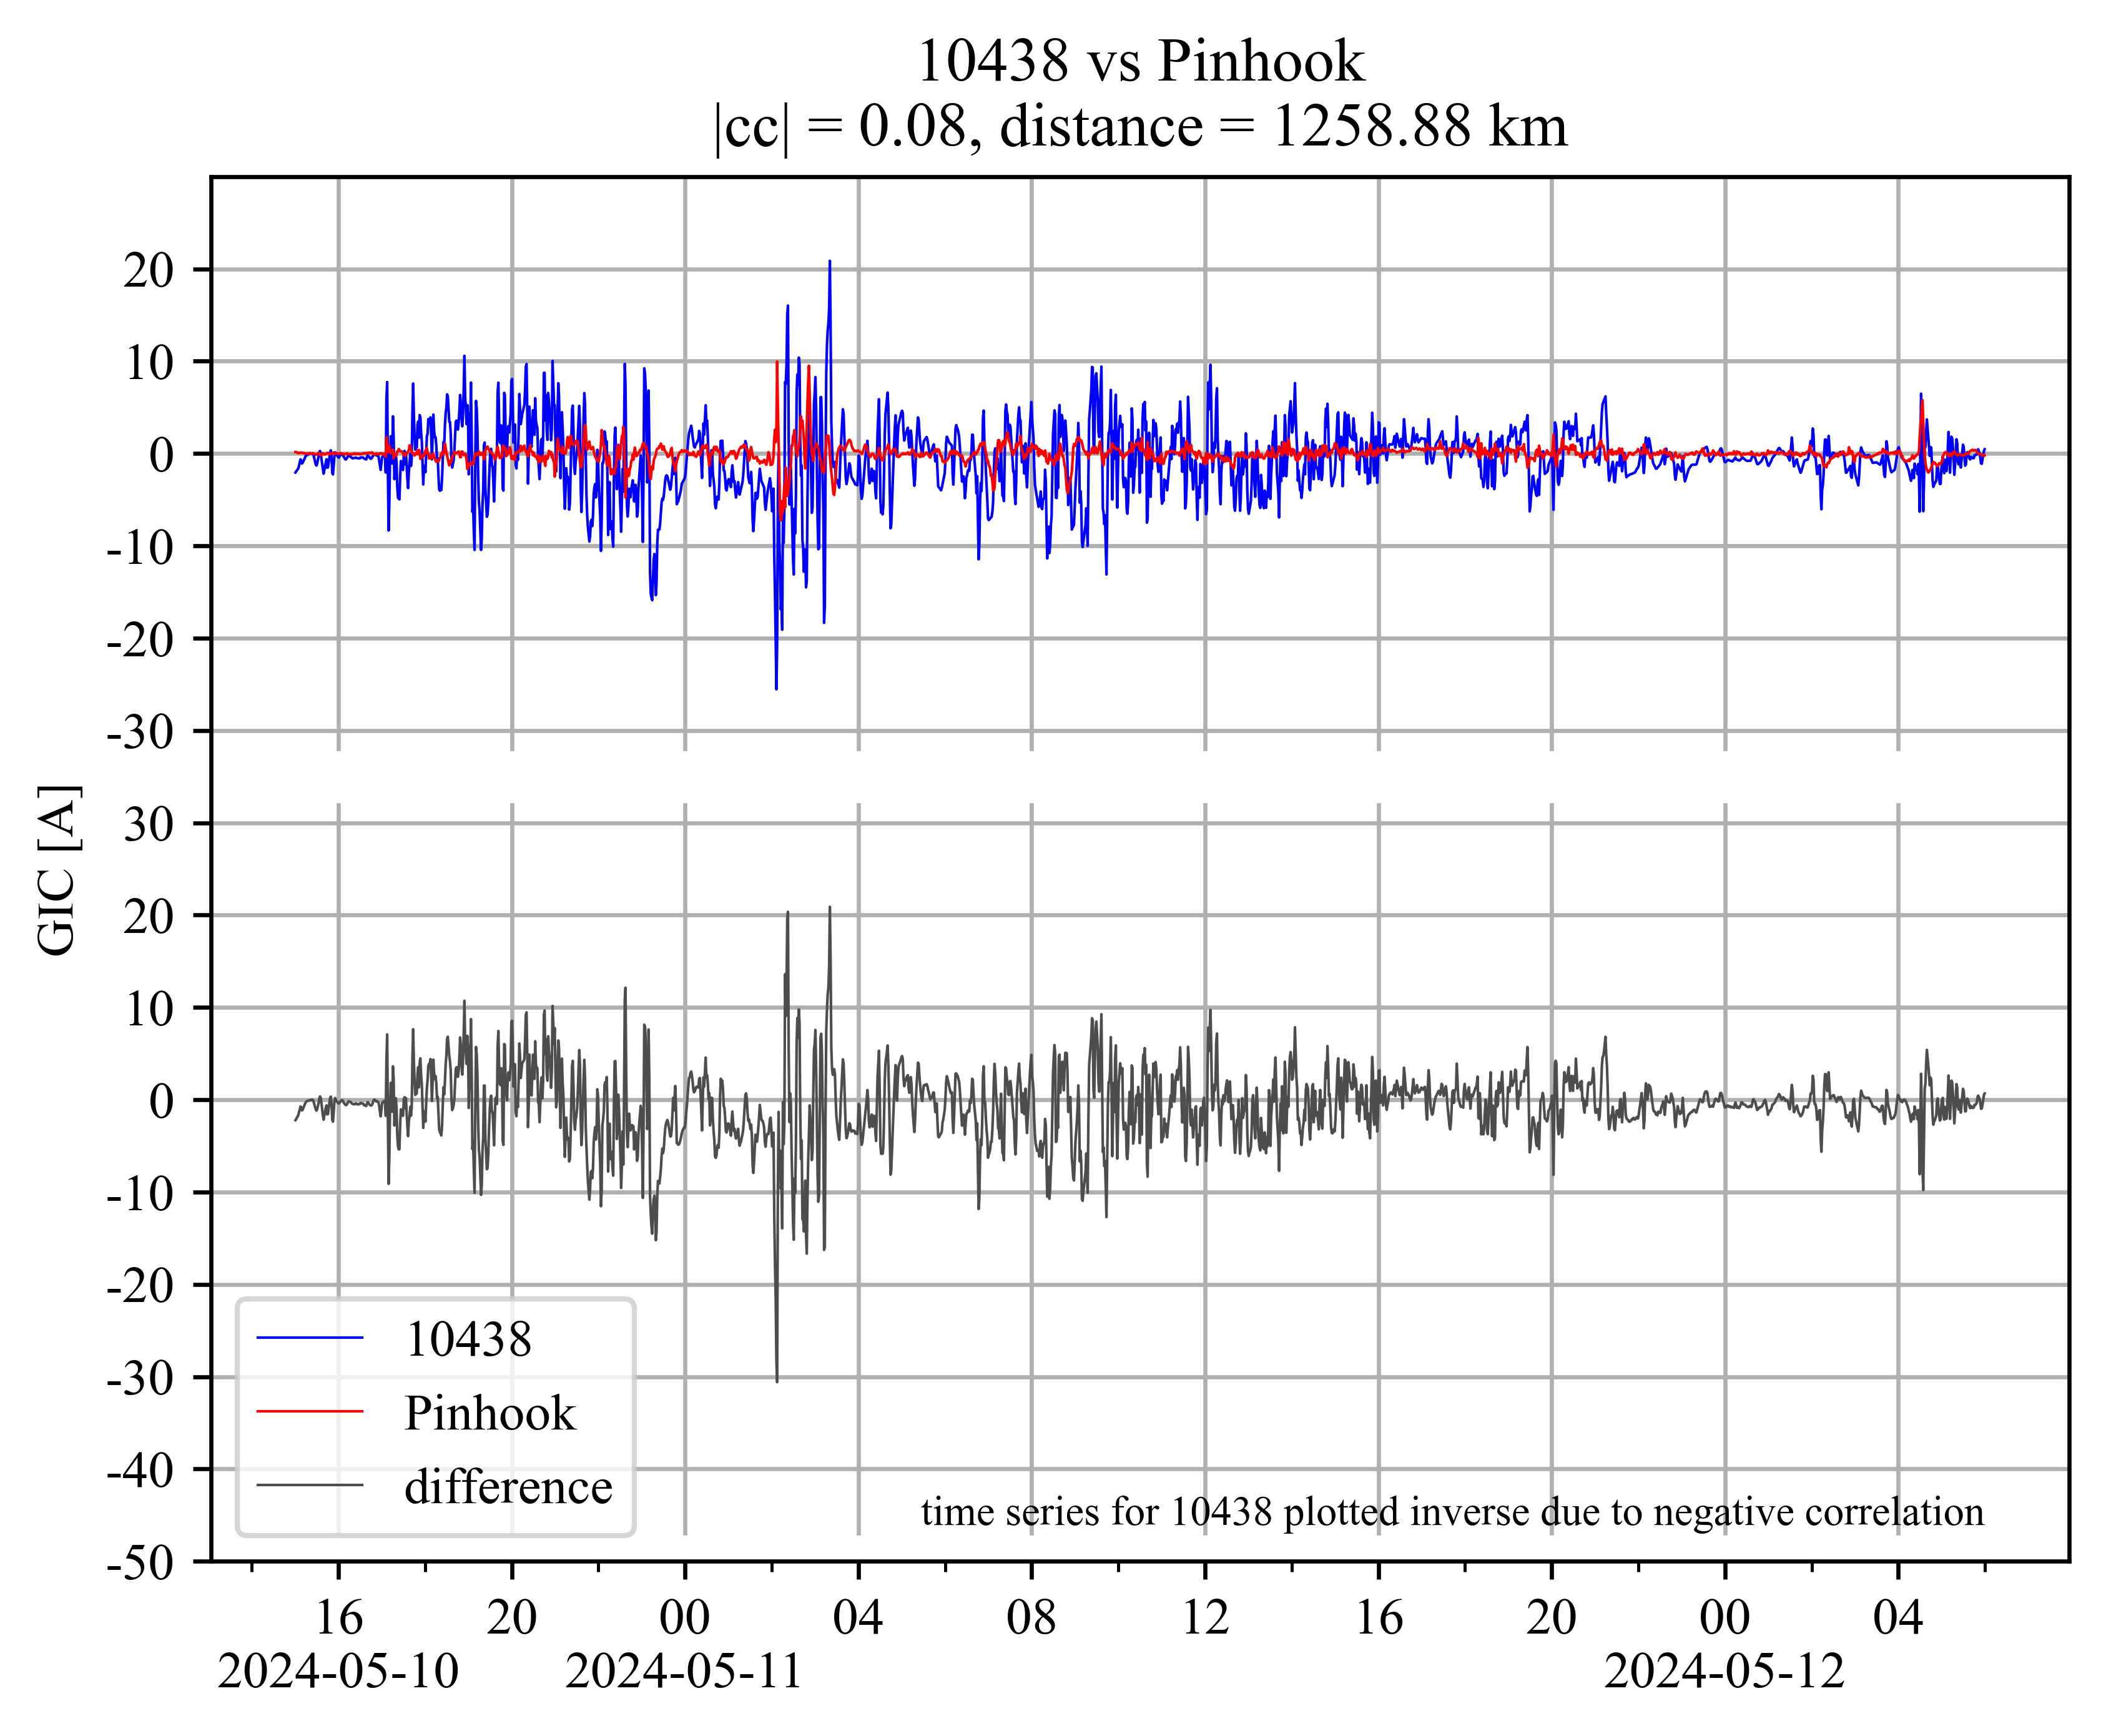 10438 vs Pinhook
|cc| = 0.08, distance = 1258.88 km
GIC [A]
20
10
0
-10
-20
-30
30
20
10
0
-10
-20
-30
-40
-50
10438
Pinhook
difference
time series for 10438 plotted inverse due to negative correlation
16 20 00 04 08 12 16 20 00 04
2024-05-10 2024-05-11 2024-05-12